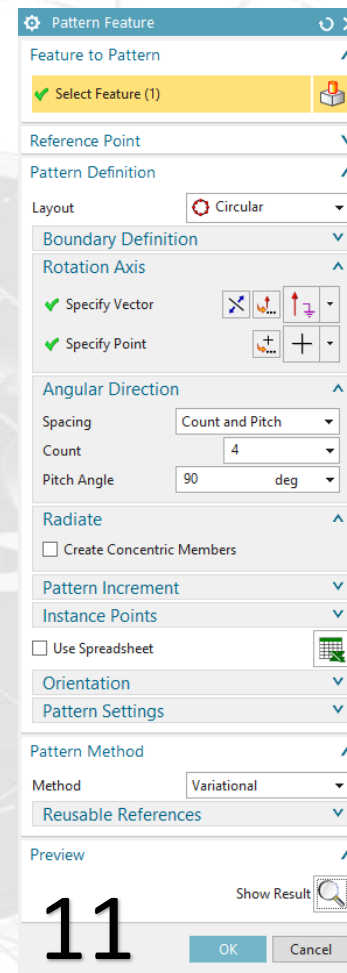 Pattern Feature
Feature to Pattern
Select Feature (1)
Reference Point
Pattern Definition
Layout Circular
Boundary Definition
Rotation Axis
Specify Vector
Specify Point
Angular Direction
Spacing Count and Pitch
Count 4
Pitch Angle 90 deg
Radiate
Create Concentric Members
Pattern Increment
Instance Points
Use Spreadsheet
Orientation
Pattern Settings
Pattern Method
Method Variational
Reusable References
Preview
Show Result
11
OK Cancel